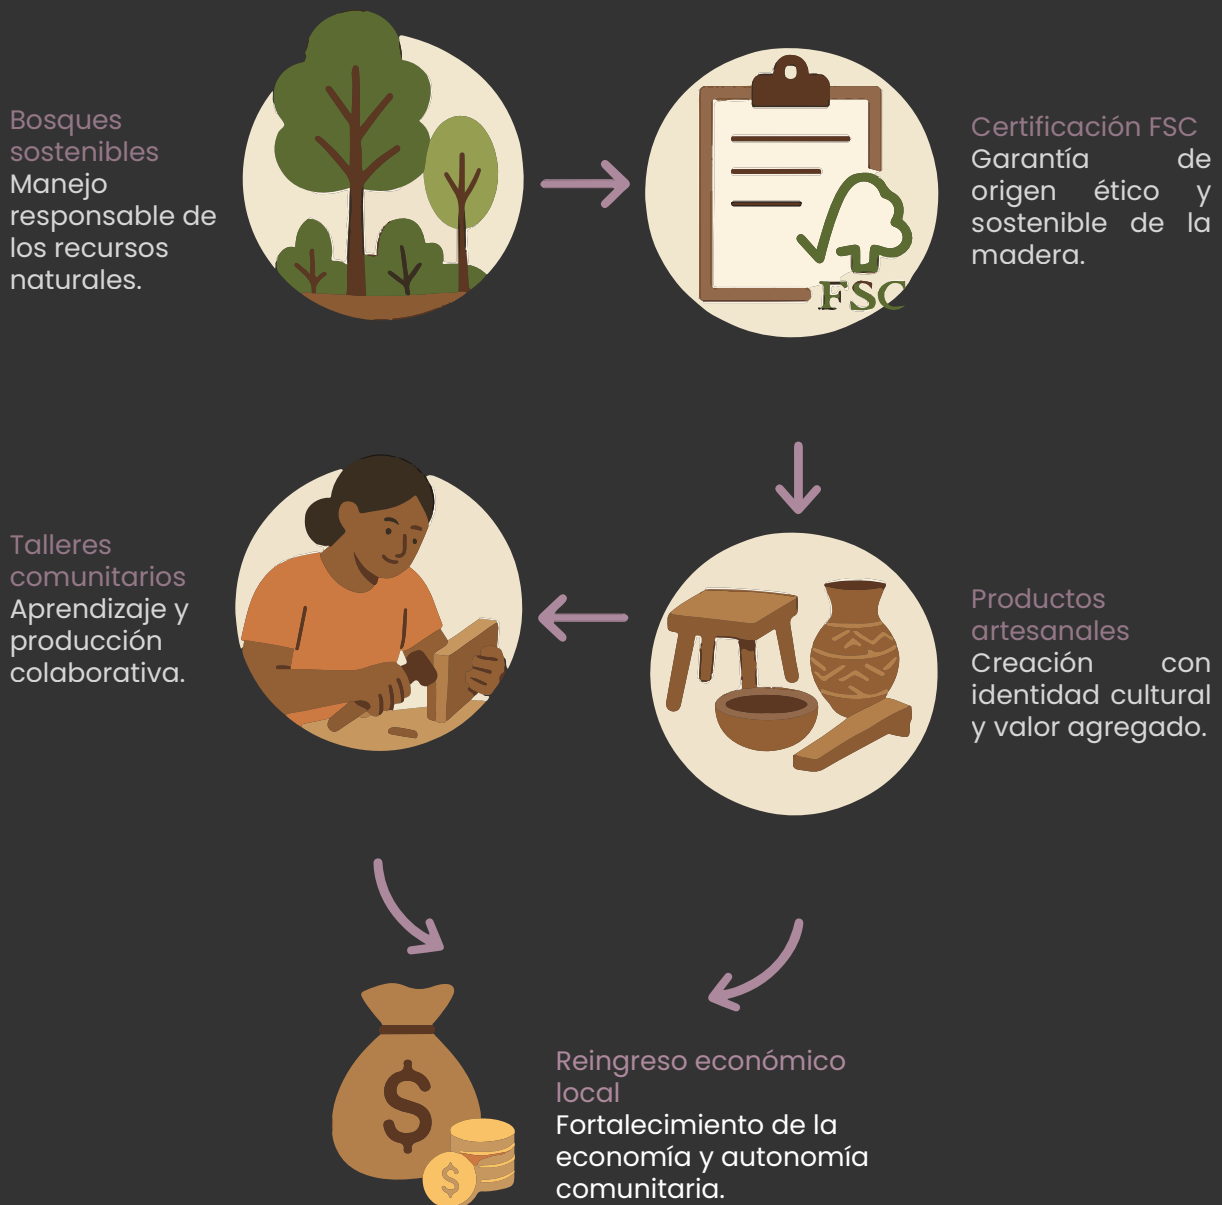 Bosques
sostenibles
Manejo
responsable de
los recursos
naturales.
FSC
Certificación FSC
Garantía de
origen ético y
sostenible de la
madera.
Talleres
comunitarios
Aprendizaje y
producción
colaborativa.
Productos
artesanales
Creación con
identidad cultural
y valor agregado.
$
$
Reingreso económico
local
Fortalecimiento de la
economía y autonomía
comunitaria.